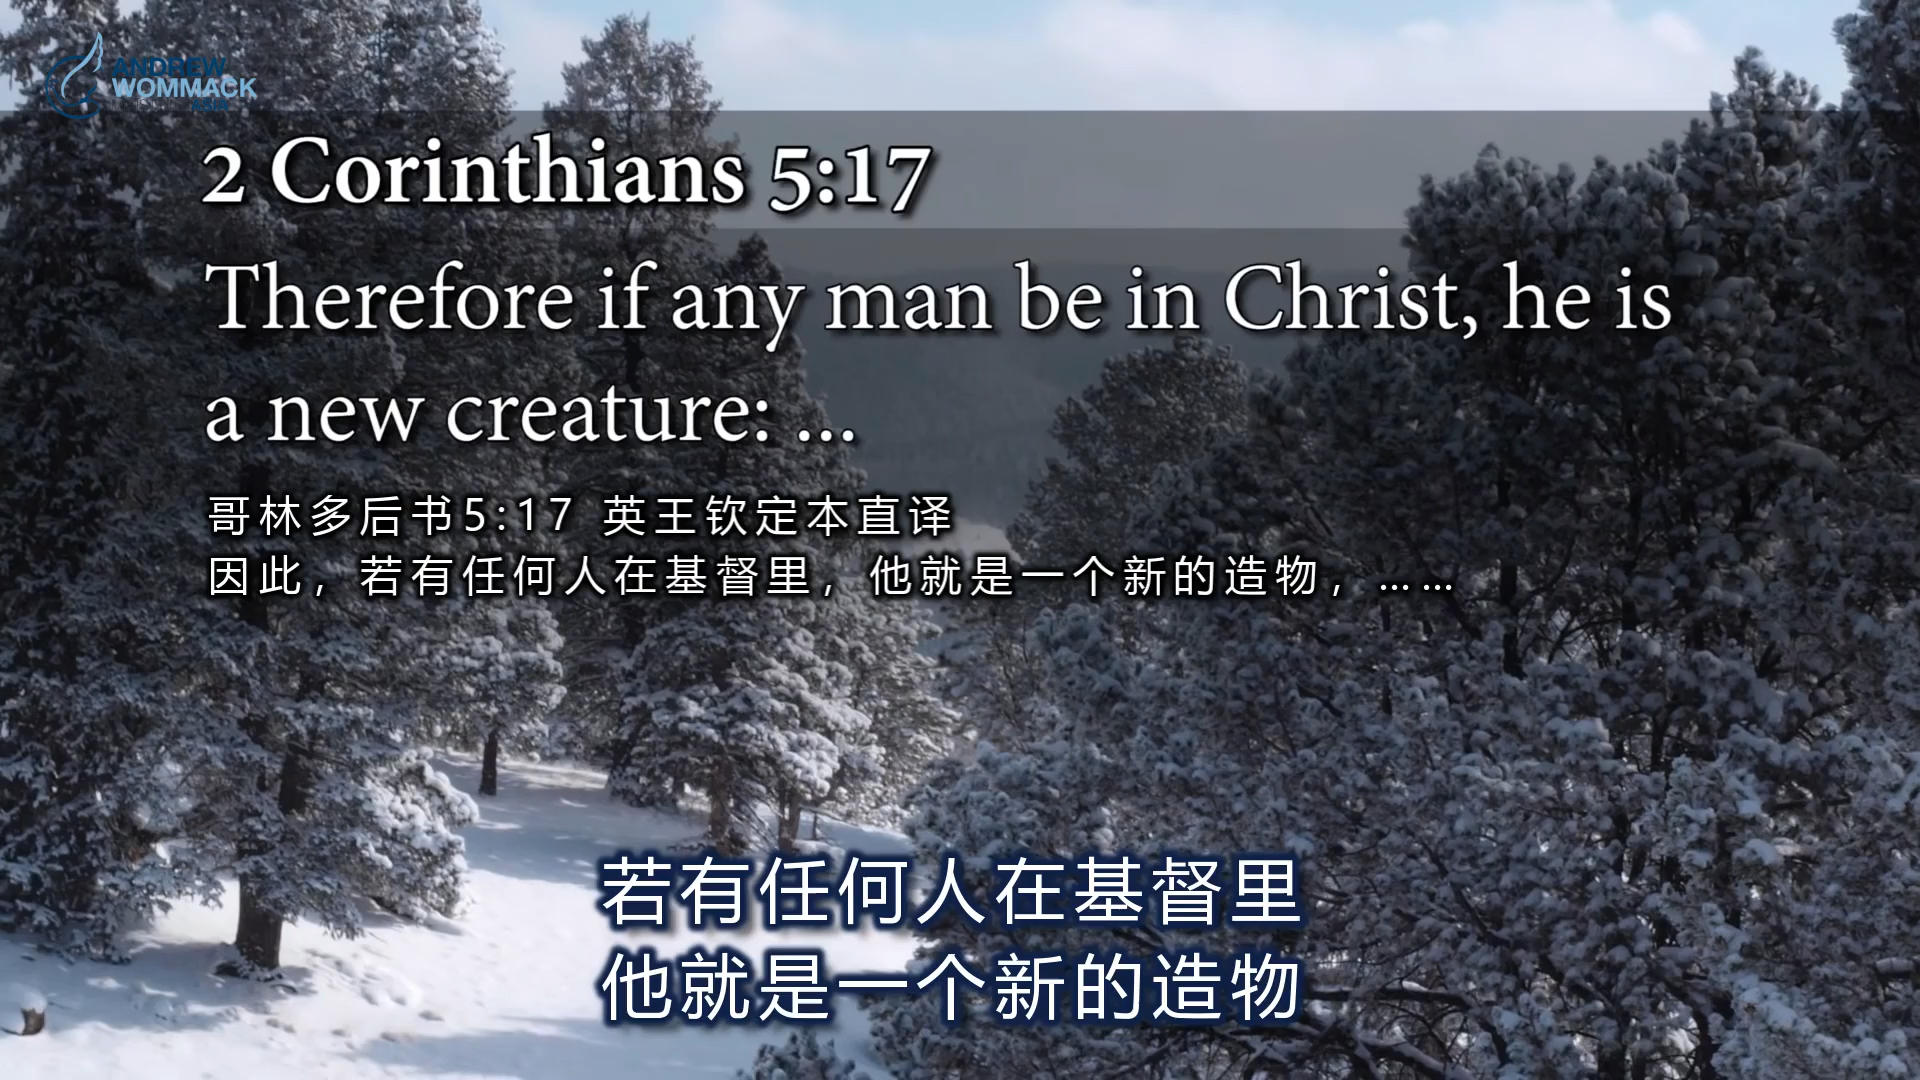 ANDREW
WOMMACK
ASIA
2 Corinthians 5:17
Therefore if any man be in Christ, he is
a new creature: ...
哥林多后书5:17 英王钦定本直译
因此，若有任何人在基督里，他就是一个新的造物，……
若有任何人在基督里
他就是一个新的造物